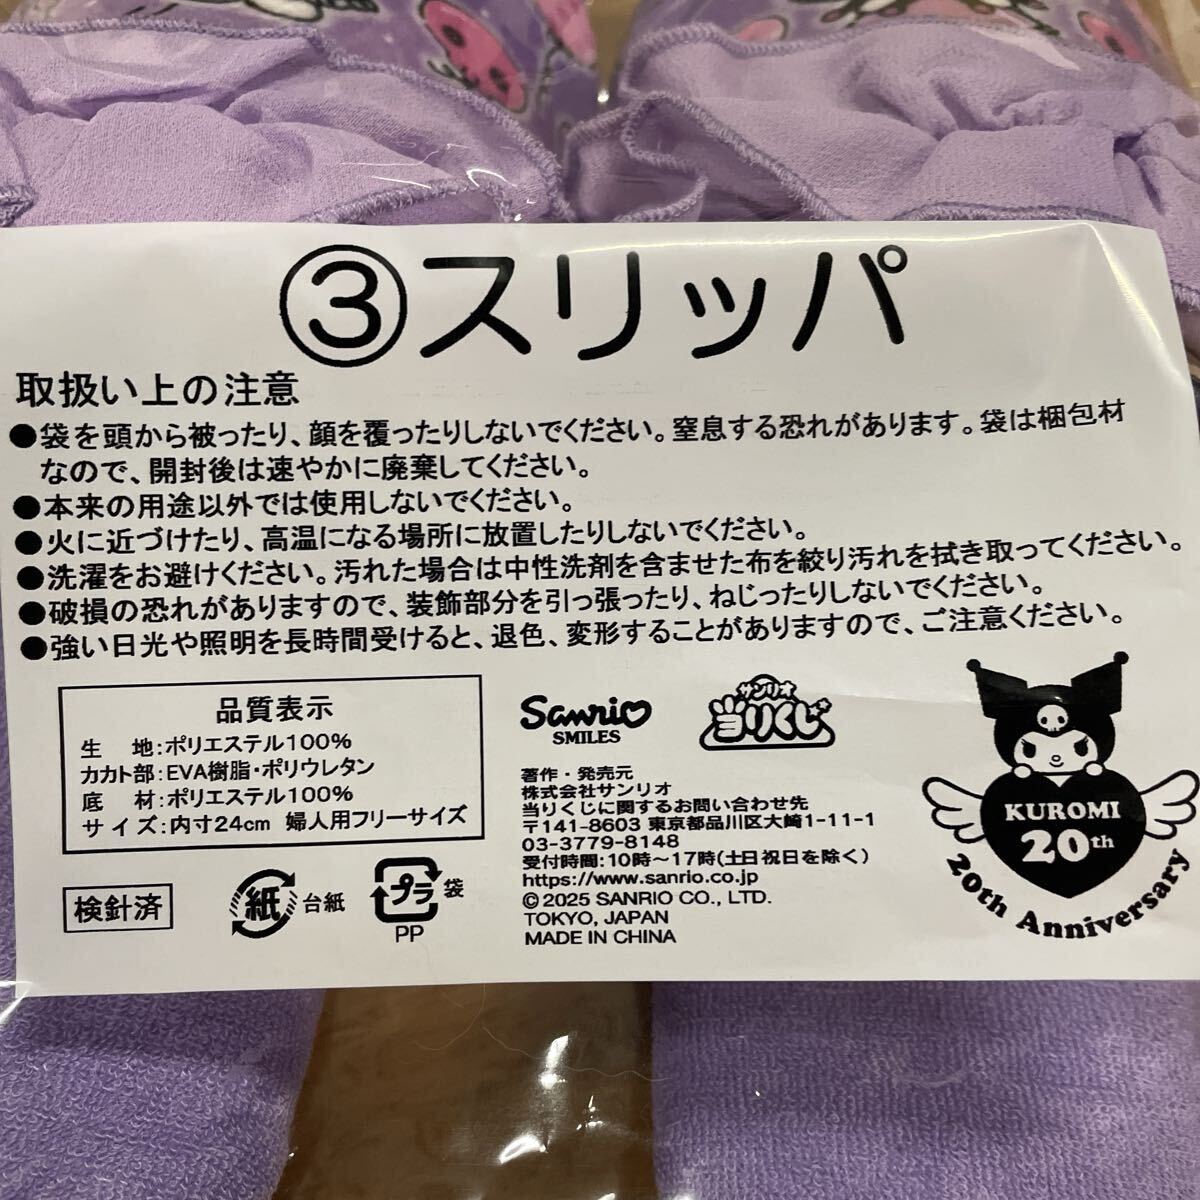 ③スリッパ
取扱い上の注意
●袋を頭から被ったり、顔を覆ったりしないでください。窒息する恐れがあります。袋は梱包材
なので、開封後は速やかに廃棄してください。
●本来の用途以外では使用しないでください。
●火に近づけたり、高温になる場所に放置したりしないでください。
●洗濯をお避けください。汚れた場合は中性洗剤を含ませた布を絞り汚れを拭き取ってください。
●破損の恐れがありますので、装飾部分を引っ張ったり、ねじったりしないでください。
●強い日光や照明を長時間受けると、退色、変形することがありますので、ご注意ください。
品質表示
生 地:ポリエステル100%
カカト部:EVA樹脂・ポリウレタン
底 材:ポリエステル100%
サイズ:内寸24cm 婦人用フリーサイズ
検針済
紙 台紙
プラ 袋
PP
Sanrio
SMILES
サンリオ
当りくじ
著作・発売元
株式会社サンリオ
当りくじに関するお問い合わせ先
〒141-8603 東京都品川区大崎1-11-1
03-3779-8148
受付時間:10時~17時(土日祝日を除く)
https://www.sanrio.co.jp
©2025 SANRIO CO., LTD.
TOKYO, JAPAN
MADE IN CHINA
KUROMI
20th
20th Anniversary